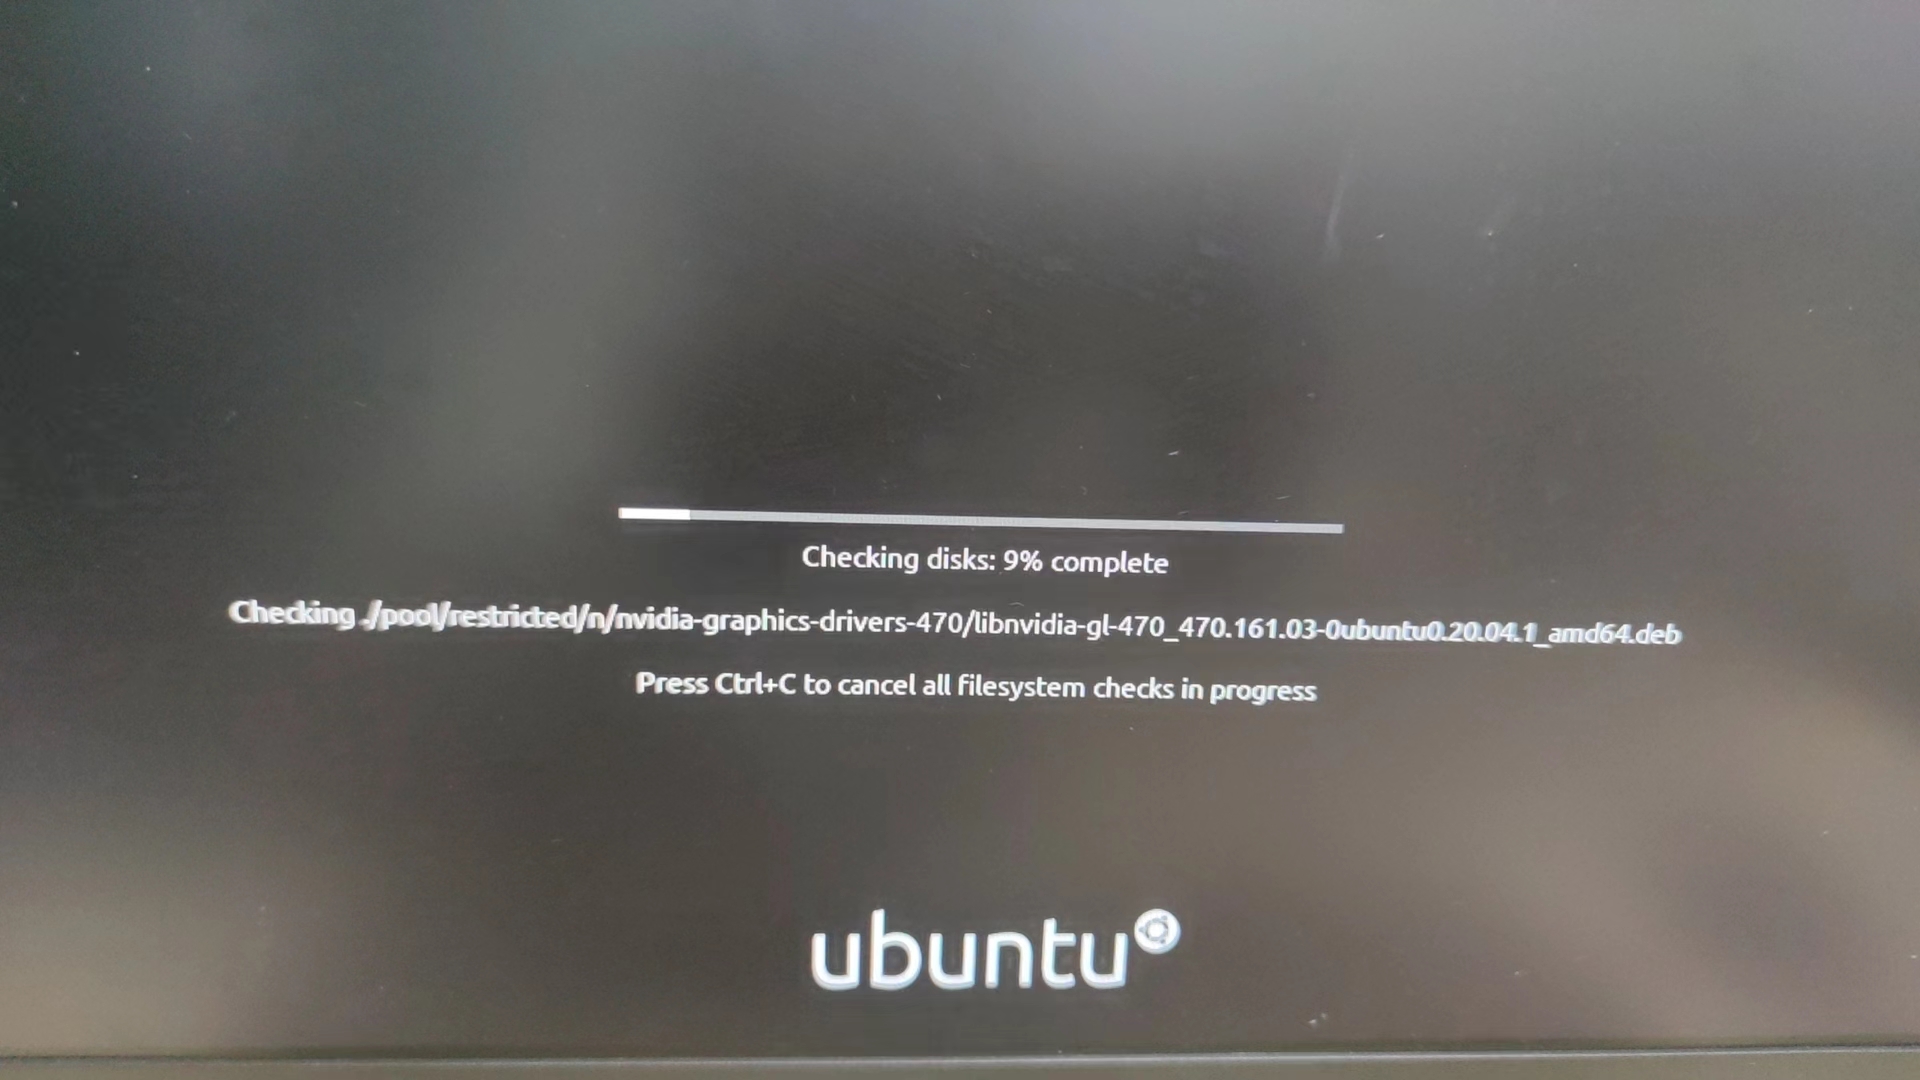 Checking disks: 9% complete
Checking ./pool/restricted/n/nvidia-graphics-drivers-470/libnvidia-gl-470_470.161.03-0ubuntu0.20.04.1_amd64.deb
Press Ctrl+C to cancel all filesystem checks in progress
ubuntu